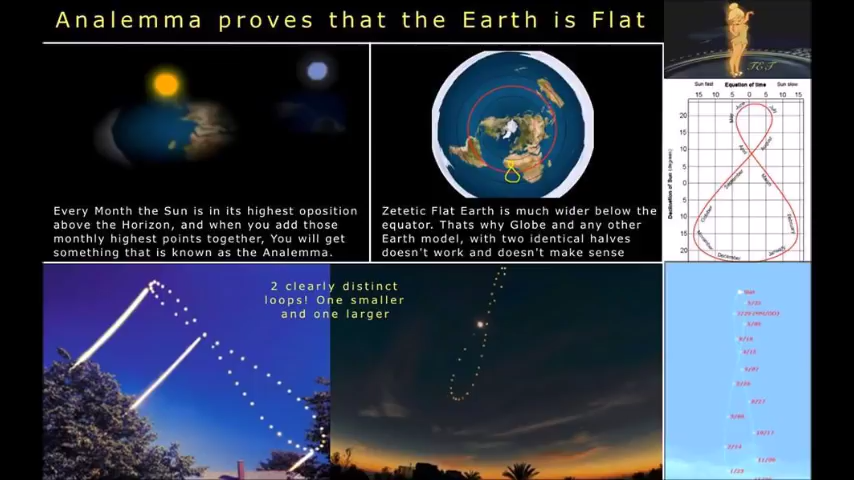 Analemma proves that the Earth is Flat
TET
Every Month the Sun is in its highest oposition
above the Horizon, and when you add those
monthly highest points together, You will get
something that is known as the Analemma.
Zetetic Flat Earth is much wider below the
equator. Thats why Globe and any other
Earth model, with two identical halves
doesn't work and doesn't make sense
Sun fast Equation of time Sun slow
15 10 5 0 5 10 15
Declination of Sun (degrees)
20
15
10
5
0
5
10
15
20
June
July
May
August
April
September
March
October
February
November
January
December
2 clearly distinct
loops! One smaller
and one larger